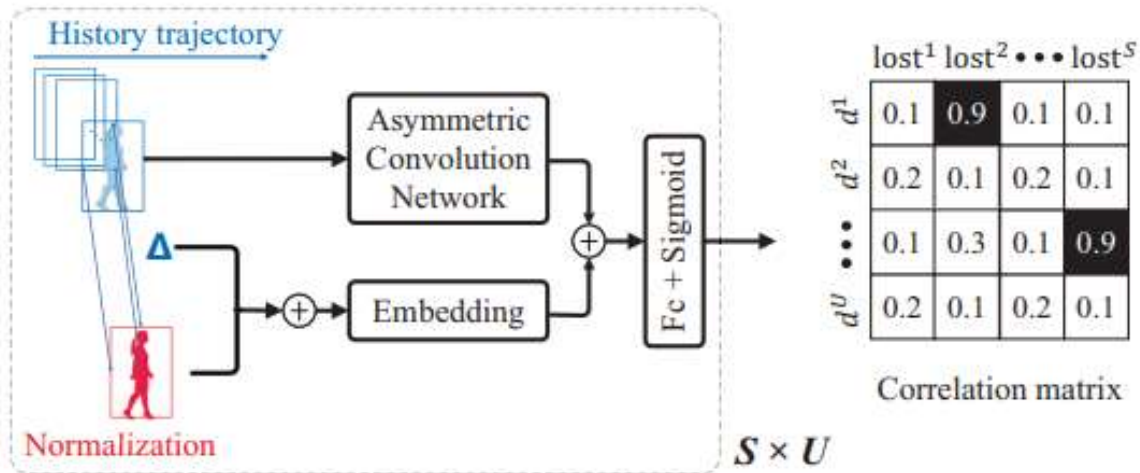 History trajectory
Asymmetric
Convolution
Network
Δ
Embedding
Fc + Sigmoid
Normalization
S × U
lost¹ lost² ••• lostˢ
d¹ 0.1 0.9 0.1 0.1
d² 0.2 0.1 0.2 0.1
••• 0.1 0.3 0.1 0.9
dᵁ 0.2 0.1 0.2 0.1
Correlation matrix